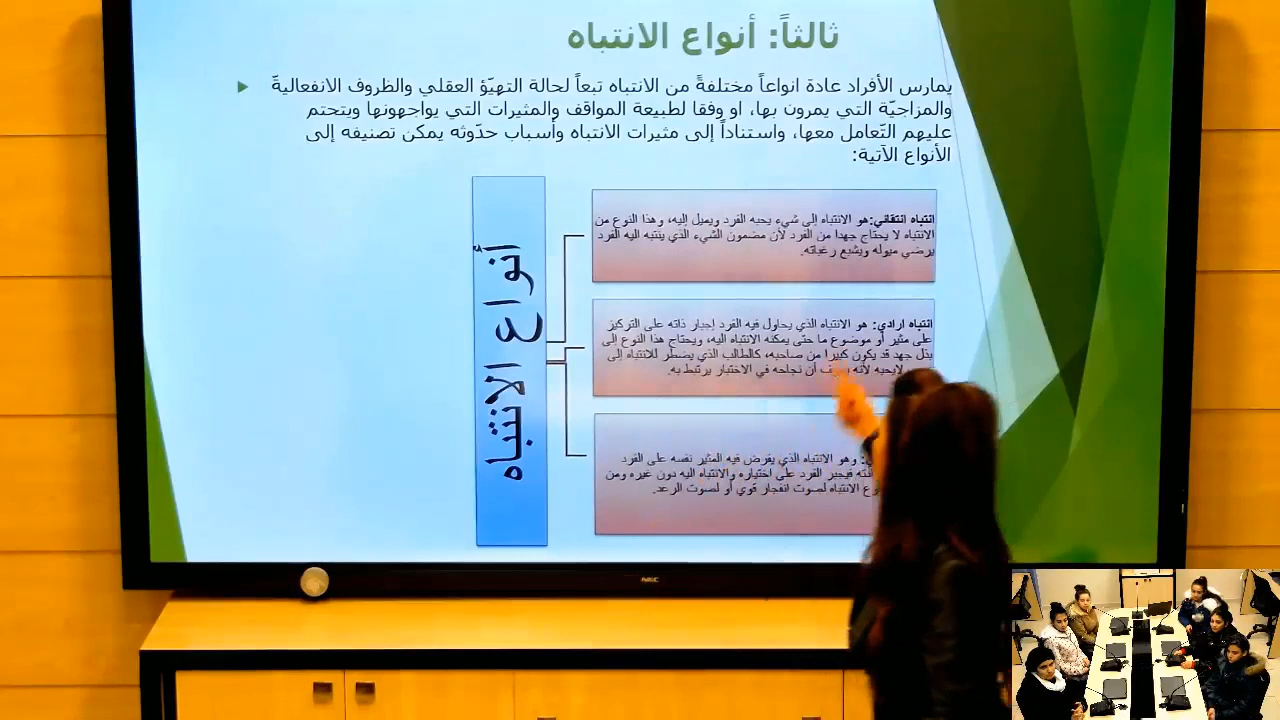 ثالثاً: أنواع الانتباه
يمارس الأفراد عادة انواعاً مختلفةً من الانتباه تبعاً لحالة التهيّؤ العقلي والظروف الانفعاليةً
والمزاجيّة التي يمرون بها، او وفقا لطبيعة المواقف والمثيرات التي يواجهونها ويتحتم
عليهم التّعامل معها، واستناداً إلى مثيرات الانتباه وأسباب حدّوثه يمكن تصنيفه إلى
الأنواع الآتية:
أنواع الانتباه
انتباه انتقائي:هو الانتباه إلى شيء يحبه الفرد ويميل إليه، وهذا النوع من
الانتباه لا يحتاج جهدا من الفرد لأن مضمون الشيء الذي ينتبه اليه الفرد
يرضي ميوله ويشبع رغباته.
انتباه ارادي: هو الانتباه الذي يحاول فيه الفرد إجبار ذاته على التركيز
على مثير أو موضوع ما حتى يمكنه الانتباه اليه، ويحتاج هذا النوع إلى
بذل جهد قد يكون كبيرا من صاحبه، كالطالب الذي يضطر للانتباه إلى
لايحبه لأنه أن نجاحه في الاختبار يرتبط به.
وهو الانتباه الذي يفرض فيه المثير نفسه على الفرد
فيجبر الفرد على اختياره والانتباه اليه دون غيره ومن
الانتباه لصوت انفجار قوي أو لصوت الرعد.
NEC